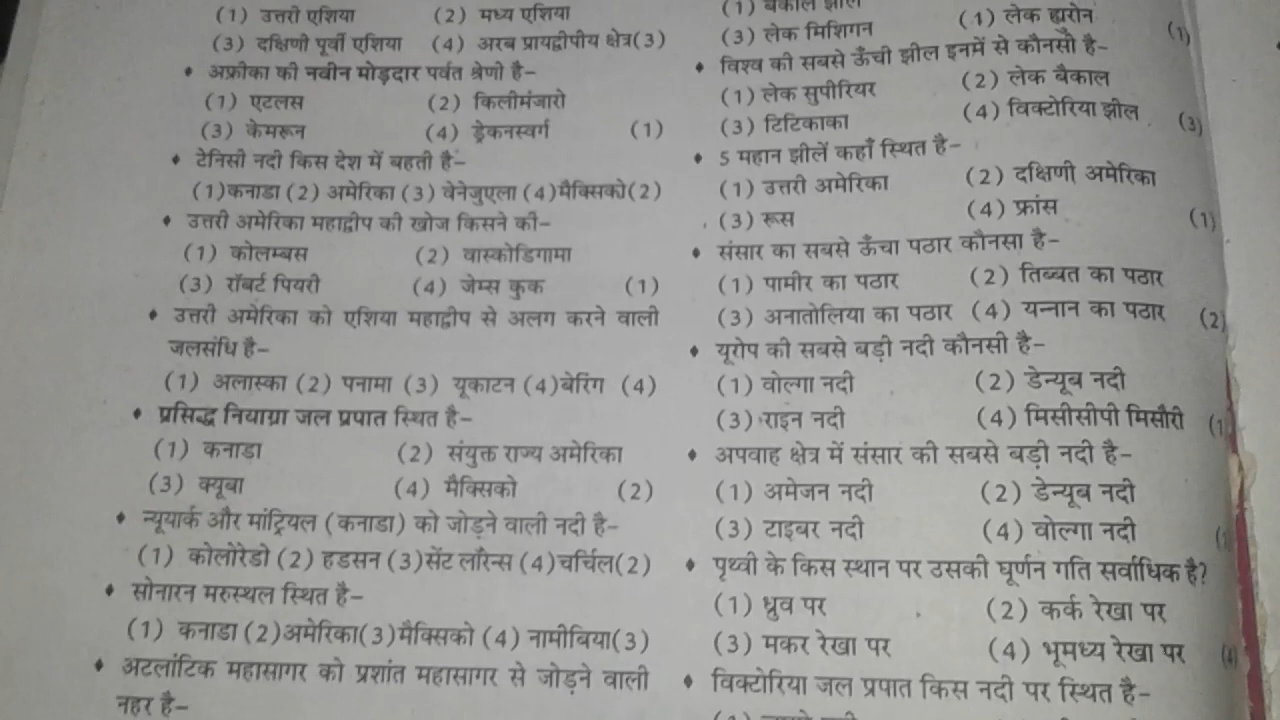 (1) उत्तरी एशिया (2) मध्य एशिया
(3) दक्षिणी पूर्वी एशिया (4) अरब प्रायद्वीपीय क्षेत्र(3)
♦ अफ्रीका की नवीन मोड़दार पर्वत श्रेणी है–
(1) एटलस (2) किलीमंजारो
(3) केमरून (4) ड्रेकनस्वर्ग (1)
♦ टेनिसी नदी किस देश में बहती है–
(1)कनाडा (2) अमेरिका (3) वेनेजुएला (4)मैक्सिको(2)
♦ उत्तरी अमेरिका महाद्वीप की खोज किसने की–
(1) कोलम्बस (2) वास्कोडिगामा
(3) रॉबर्ट पियरी (4) जेम्स कुक (1)
♦ उत्तरी अमेरिका को एशिया महाद्वीप से अलग करने वाली
जलसंधि है–
(1) अलास्का (2) पनामा (3) यूकाटन (4)बेरिंग (4)
♦ प्रसिद्ध नियाग्रा जल प्रपात स्थित है–
(1) कनाडा (2) संयुक्त राज्य अमेरिका
(3) क्यूबा (4) मैक्सिको (2)
♦ न्यूयार्क और मांट्रियल (कनाडा) को जोड़ने वाली नदी है–
(1) कोलोरेडो (2) हडसन (3)सेंट लॉरेन्स (4)चर्चिल(2)
♦ सोनारन मरुस्थल स्थित है–
(1) कनाडा (2)अमेरिका(3)मैक्सिको (4) नामीबिया(3)
♦ अटलांटिक महासागर को प्रशांत महासागर से जोड़ने वाली
नहर है–
(1) बैकाल झील (1) लेक ह्यूरोन
(3) लेक मिशिगन (1)
♦ विश्व की सबसे ऊँची झील इनमें से कौनसी है–
(1) लेक सुपीरियर (2) लेक बैकाल
(3) टिटिकाका (4) विक्टोरिया झील (3)
♦ 5 महान झीलें कहाँ स्थित है–
(1) उत्तरी अमेरिका (2) दक्षिणी अमेरिका
(3) रूस (4) फ्रांस (1)
♦ संसार का सबसे ऊँचा पठार कौनसा है–
(1) पामीर का पठार (2) तिब्बत का पठार
(3) अनातोलिया का पठार (4) यन्नान का पठार (2)
♦ यूरोप की सबसे बड़ी नदी कौनसी है–
(1) वोल्गा नदी (2) डेन्यूब नदी
(3) राइन नदी (4) मिसीसीपी मिसौरी (1
♦ अपवाह क्षेत्र में संसार की सबसे बड़ी नदी है–
(1) अमेजन नदी (2) डेन्यूब नदी
(3) टाइबर नदी (4) वोल्गा नदी (1
♦ पृथ्वी के किस स्थान पर उसकी घूर्णन गति सर्वाधिक है?
(1) ध्रुव पर (2) कर्क रेखा पर
(3) मकर रेखा पर (4) भूमध्य रेखा पर (4)
♦ विक्टोरिया जल प्रपात किस नदी पर स्थित है–